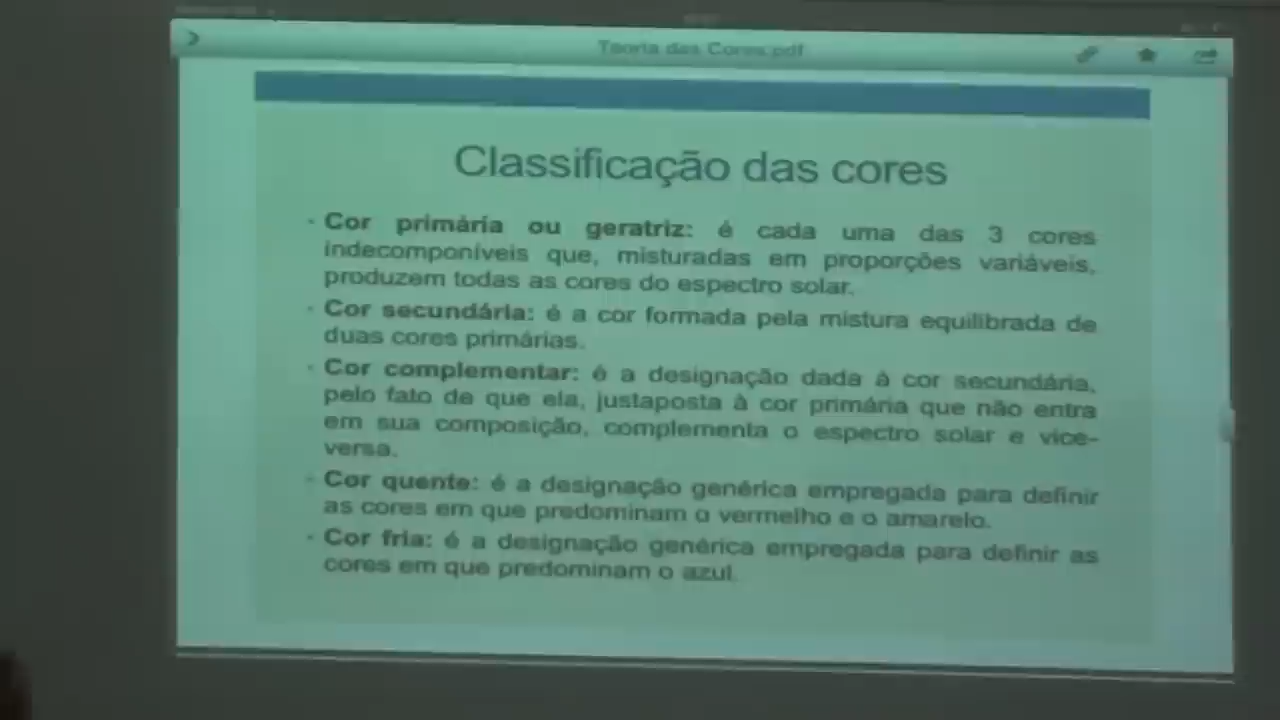 Teoria das Cores.pdf
Classificação das cores
· Cor primária ou geratriz: é cada uma das 3 cores
indecomponíveis que, misturadas em proporções variáveis,
produzem todas as cores do espectro solar.
· Cor secundária: é a cor formada pela mistura equilibrada de
duas cores primárias.
· Cor complementar: é a designação dada à cor secundária,
pelo fato de que ela, justaposta à cor primária que não entra
em sua composição, complementa o espectro solar e vice-
versa.
· Cor quente: é a designação genérica empregada para definir
as cores em que predominam o vermelho e o amarelo.
· Cor fria: é a designação genérica empregada para definir as
cores em que predominam o azul.